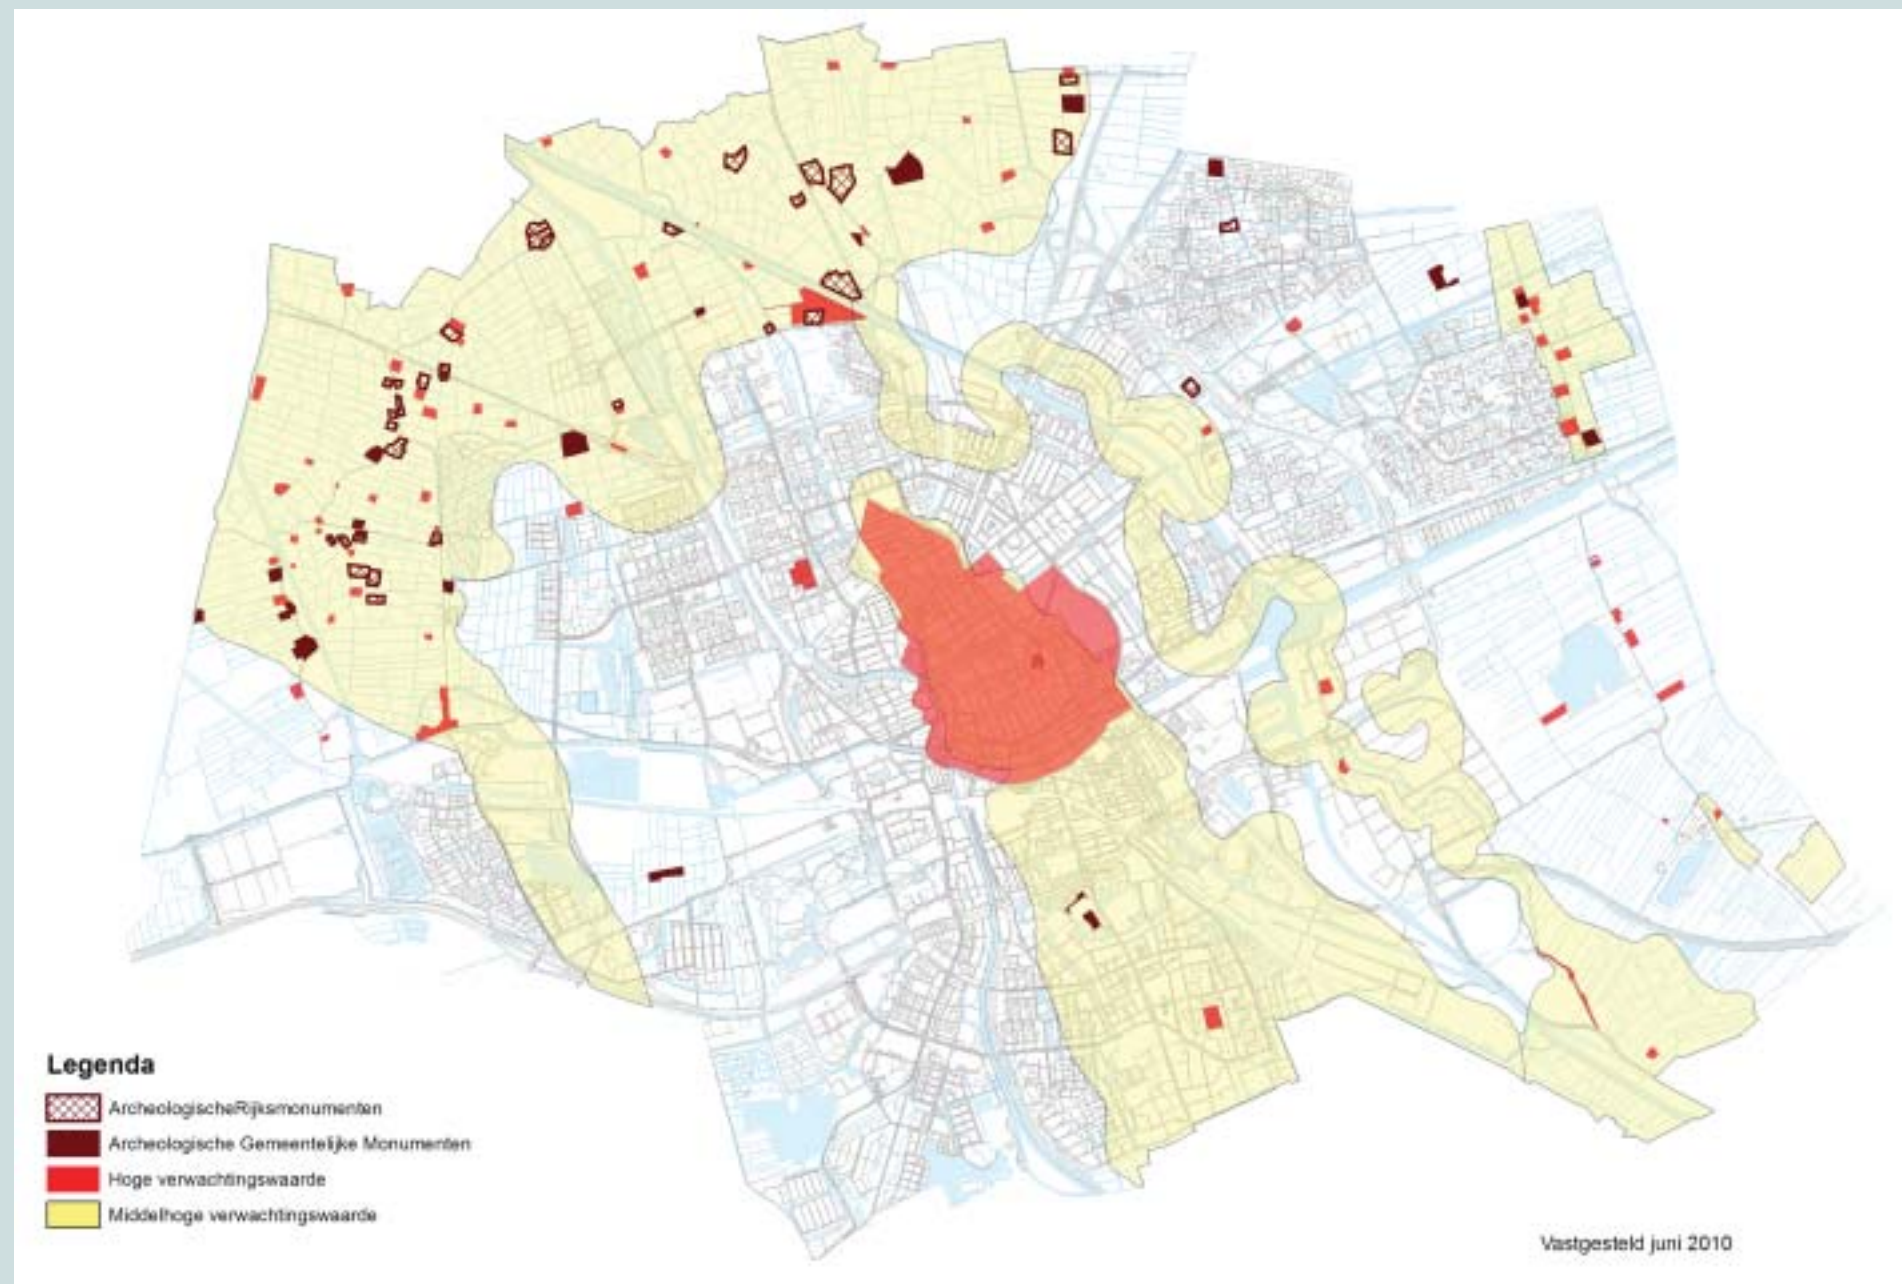 Legenda
ArcheologischeRijksmonumenten
Archeologische Gemeentelijke Monumenten
Hoge verwachtingswaarde
Middelhoge verwachtingswaarde
Vastgesteld juni 2010